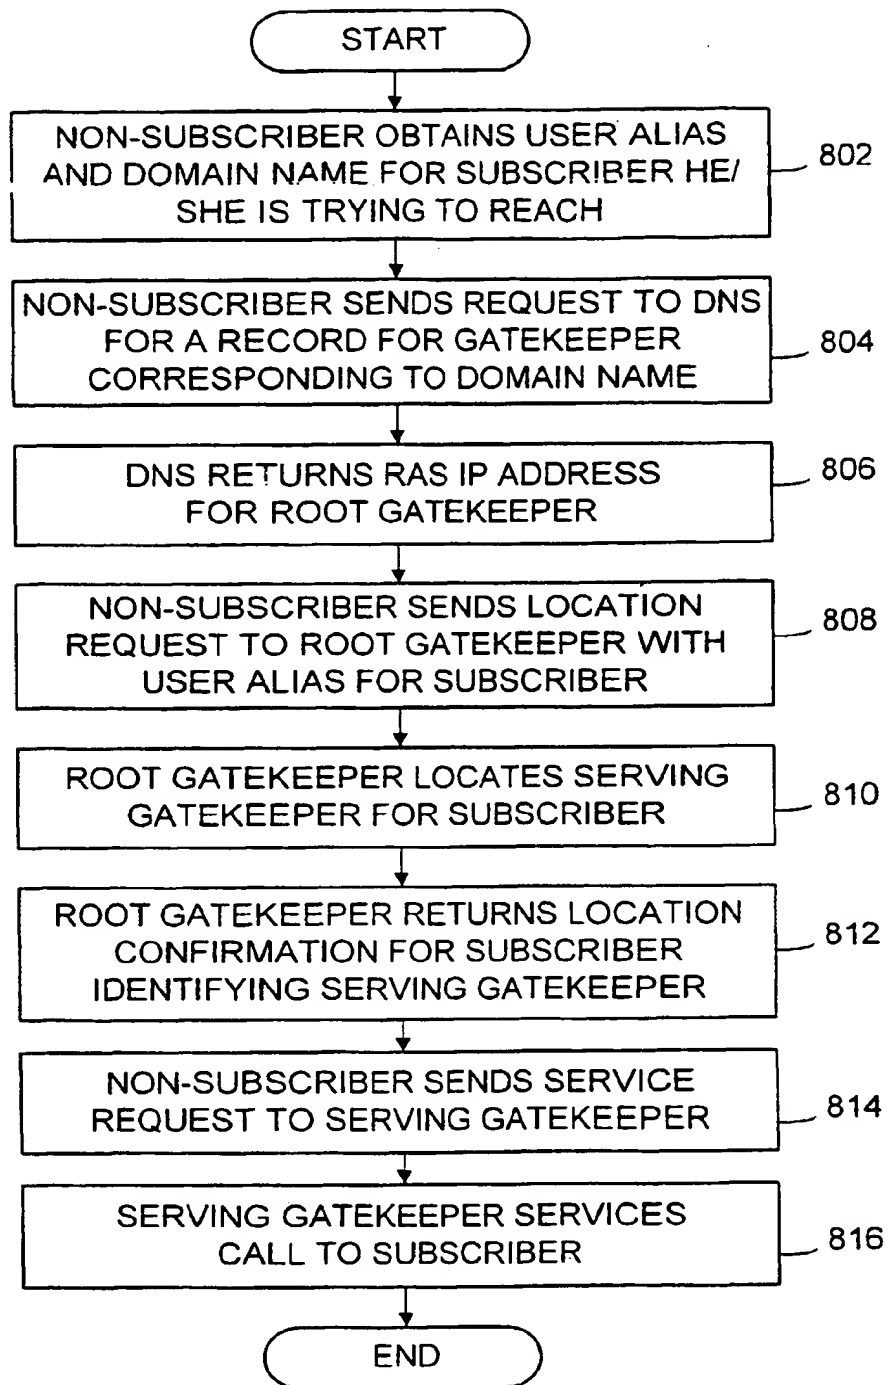 START
NON-SUBSCRIBER OBTAINS USER ALIAS
AND DOMAIN NAME FOR SUBSCRIBER HE/
SHE IS TRYING TO REACH
802
NON-SUBSCRIBER SENDS REQUEST TO DNS
FOR A RECORD FOR GATEKEEPER
CORRESPONDING TO DOMAIN NAME
804
DNS RETURNS RAS IP ADDRESS
FOR ROOT GATEKEEPER
806
NON-SUBSCRIBER SENDS LOCATION
REQUEST TO ROOT GATEKEEPER WITH
USER ALIAS FOR SUBSCRIBER
808
ROOT GATEKEEPER LOCATES SERVING
GATEKEEPER FOR SUBSCRIBER
810
ROOT GATEKEEPER RETURNS LOCATION
CONFIRMATION FOR SUBSCRIBER
IDENTIFYING SERVING GATEKEEPER
812
NON-SUBSCRIBER SENDS SERVICE
REQUEST TO SERVING GATEKEEPER
814
SERVING GATEKEEPER SERVICES
CALL TO SUBSCRIBER
816
END